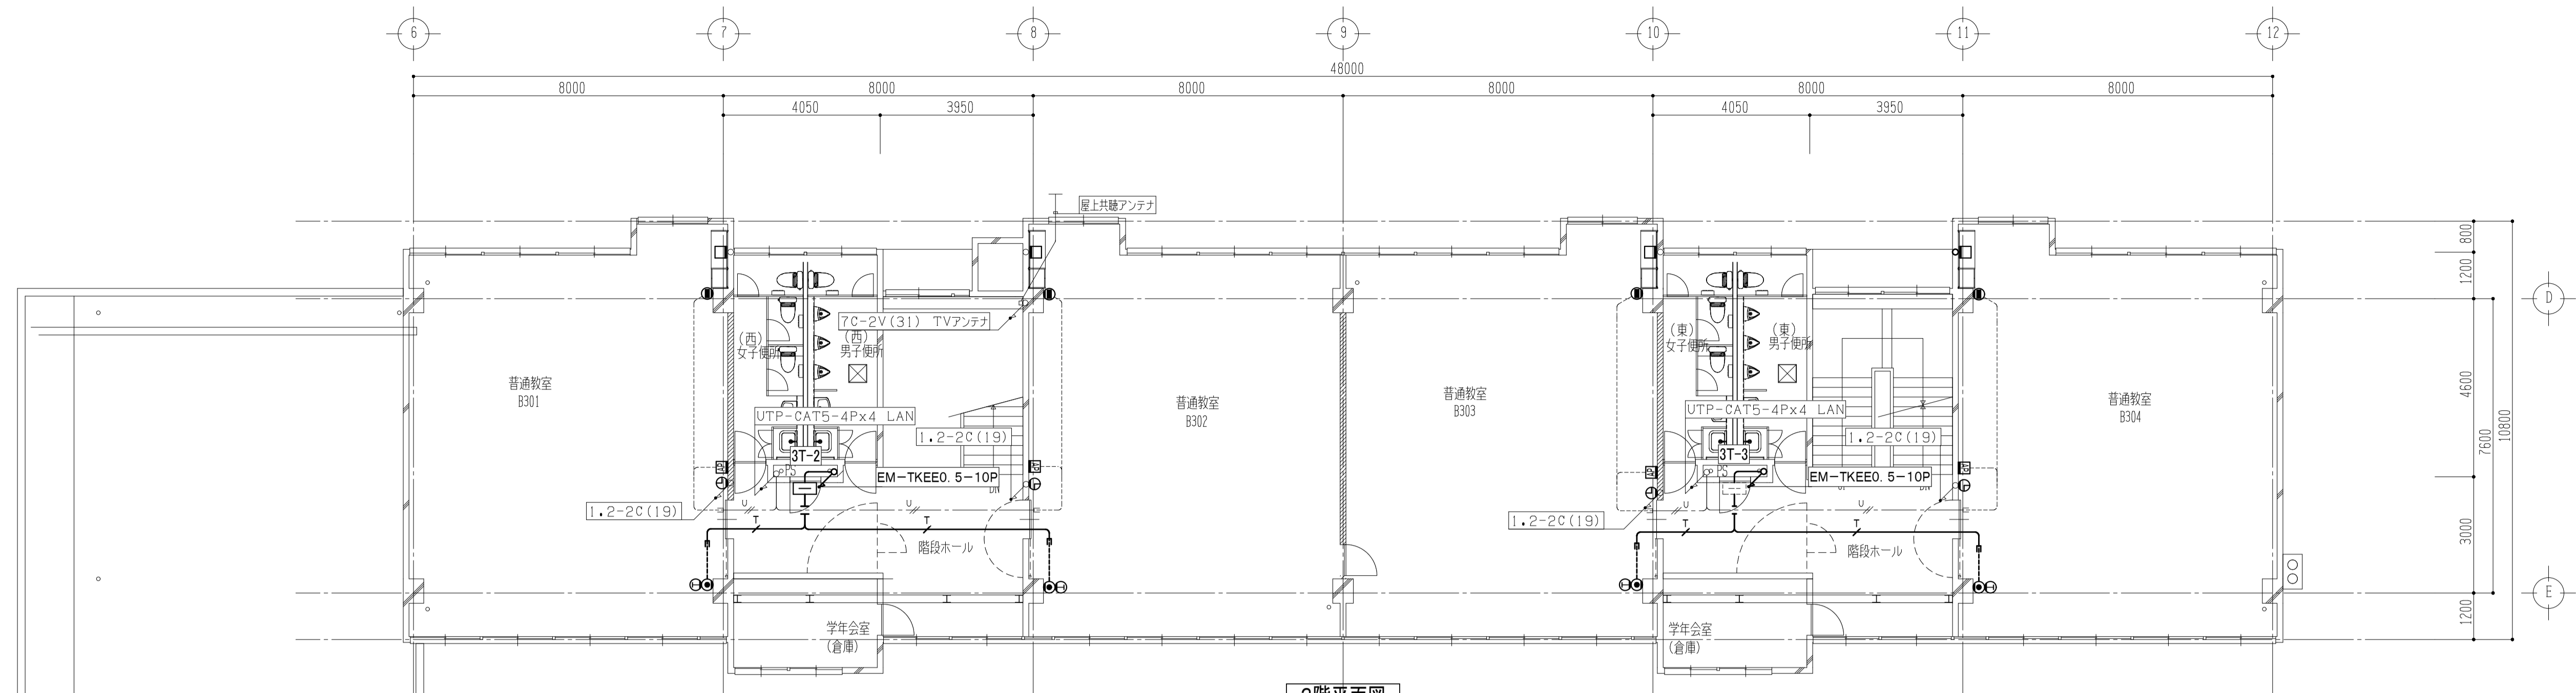 6
7
8
9
10
11
12
48000
8000
8000
8000
8000
8000
8000
4050
3950
4050
3950
屋上共聴アンテナ
800
1200
4600
3000
1200
7600
10800
D
E
7C-2V(31) TVアンテナ
(西)
女子便所
(西)
男子便所
(東)
女子便所
(東)
男子便所
普通教室
B301
普通教室
B302
普通教室
B303
普通教室
B304
UTP-CAT5-4Px4 LAN
UTP-CAT5-4Px4 LAN
1.2-2C(19)
1.2-2C(19)
3T-2
3T-3
PS
PS
EM-TKEE0.5-10P
EM-TKEE0.5-10P
DN
1.2-2C(19)
1.2-2C(19)
U
U
U
U
T
T
T
T
階段ホール
階段ホール
学年会室
(倉庫)
学年会室
(倉庫)